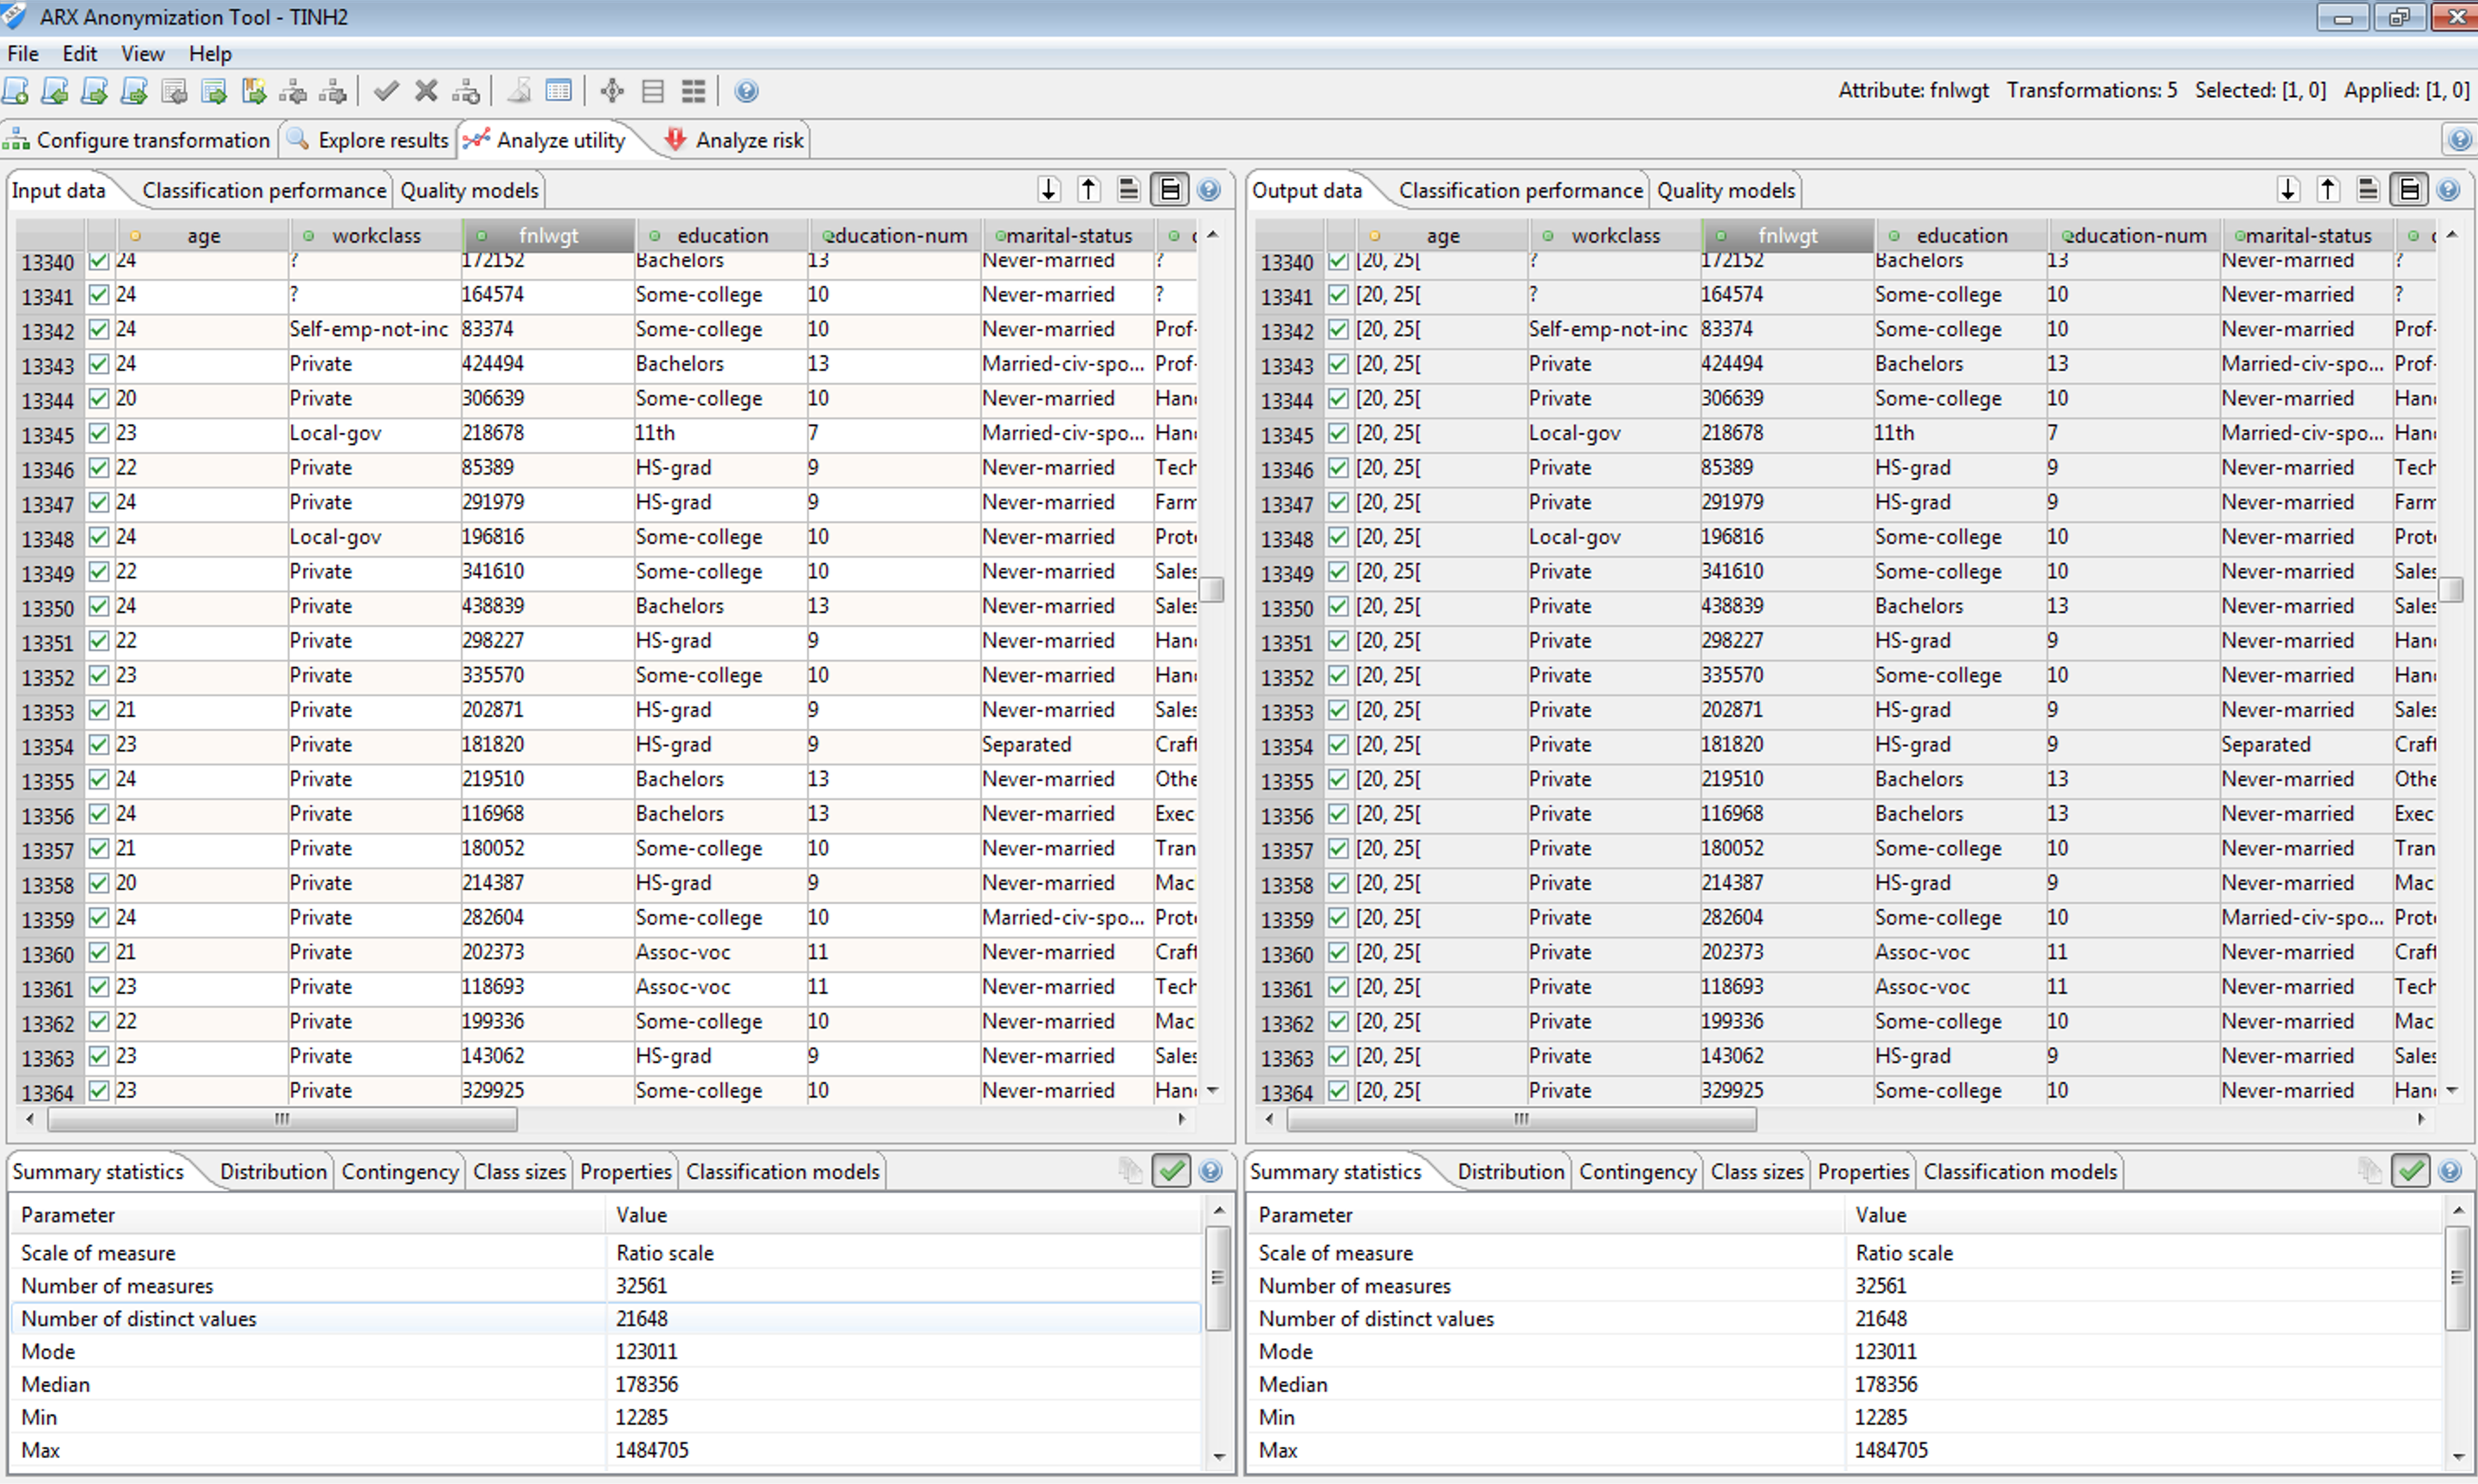 ARX Anonymization Tool - TINH2
File Edit View Help
Attribute: fnlwgt Transformations: 5 Selected: [1, 0] Applied: [1, 0]
Configure transformation Explore results Analyze utility Analyze risk
Input data Classification performance Quality models
age workclass fnlwgt education education-num marital-status
13340 24 ? 172152 Bachelors 13 Never-married ?
13341 24 ? 164574 Some-college 10 Never-married ?
13342 24 Self-emp-not-inc 83374 Some-college 10 Never-married Prof-
13343 24 Private 424494 Bachelors 13 Married-civ-spo... Prof-
13344 20 Private 306639 Some-college 10 Never-married Han
13345 23 Local-gov 218678 11th 7 Married-civ-spo... Han
13346 22 Private 85389 HS-grad 9 Never-married Tech
13347 24 Private 291979 HS-grad 9 Never-married Farm
13348 24 Local-gov 196816 Some-college 10 Never-married Prot
13349 22 Private 341610 Some-college 10 Never-married Sales
13350 24 Private 438839 Bachelors 13 Never-married Sales
13351 22 Private 298227 HS-grad 9 Never-married Han
13352 23 Private 335570 Some-college 10 Never-married Han
13353 21 Private 202871 HS-grad 9 Never-married Sales
13354 23 Private 181820 HS-grad 9 Separated Craft
13355 24 Private 219510 Bachelors 13 Never-married Othe
13356 24 Private 116968 Bachelors 13 Never-married Exec
13357 21 Private 180052 Some-college 10 Never-married Tran
13358 20 Private 214387 HS-grad 9 Never-married Mac
13359 24 Private 282604 Some-college 10 Married-civ-spo... Prot
13360 21 Private 202373 Assoc-voc 11 Never-married Craft
13361 23 Private 118693 Assoc-voc 11 Never-married Tech
13362 22 Private 199336 Some-college 10 Never-married Mac
13363 23 Private 143062 HS-grad 9 Never-married Sales
13364 23 Private 329925 Some-college 10 Never-married Han
Output data Classification performance Quality models
age workclass fnlwgt education education-num marital-status
13340 [20, 25[ ? 172152 Bachelors 13 Never-married ?
13341 [20, 25[ ? 164574 Some-college 10 Never-married ?
13342 [20, 25[ Self-emp-not-inc 83374 Some-college 10 Never-married Prof-
13343 [20, 25[ Private 424494 Bachelors 13 Married-civ-spo... Prof-
13344 [20, 25[ Private 306639 Some-college 10 Never-married Han
13345 [20, 25[ Local-gov 218678 11th 7 Married-civ-spo... Han
13346 [20, 25[ Private 85389 HS-grad 9 Never-married Tech
13347 [20, 25[ Private 291979 HS-grad 9 Never-married Farm
13348 [20, 25[ Local-gov 196816 Some-college 10 Never-married Prot
13349 [20, 25[ Private 341610 Some-college 10 Never-married Sales
13350 [20, 25[ Private 438839 Bachelors 13 Never-married Sales
13351 [20, 25[ Private 298227 HS-grad 9 Never-married Han
13352 [20, 25[ Private 335570 Some-college 10 Never-married Han
13353 [20, 25[ Private 202871 HS-grad 9 Never-married Sales
13354 [20, 25[ Private 181820 HS-grad 9 Separated Craft
13355 [20, 25[ Private 219510 Bachelors 13 Never-married Othe
13356 [20, 25[ Private 116968 Bachelors 13 Never-married Exec
13357 [20, 25[ Private 180052 Some-college 10 Never-married Tran
13358 [20, 25[ Private 214387 HS-grad 9 Never-married Mac
13359 [20, 25[ Private 282604 Some-college 10 Married-civ-spo... Prot
13360 [20, 25[ Private 202373 Assoc-voc 11 Never-married Craft
13361 [20, 25[ Private 118693 Assoc-voc 11 Never-married Tech
13362 [20, 25[ Private 199336 Some-college 10 Never-married Mac
13363 [20, 25[ Private 143062 HS-grad 9 Never-married Sales
13364 [20, 25[ Private 329925 Some-college 10 Never-married Han
Summary statistics Distribution Contingency Class sizes Properties Classification models
Parameter Value
Scale of measure Ratio scale
Number of measures 32561
Number of distinct values 21648
Mode 123011
Median 178356
Min 12285
Max 1484705
Summary statistics Distribution Contingency Class sizes Properties Classification models
Parameter Value
Scale of measure Ratio scale
Number of measures 32561
Number of distinct values 21648
Mode 123011
Median 178356
Min 12285
Max 1484705